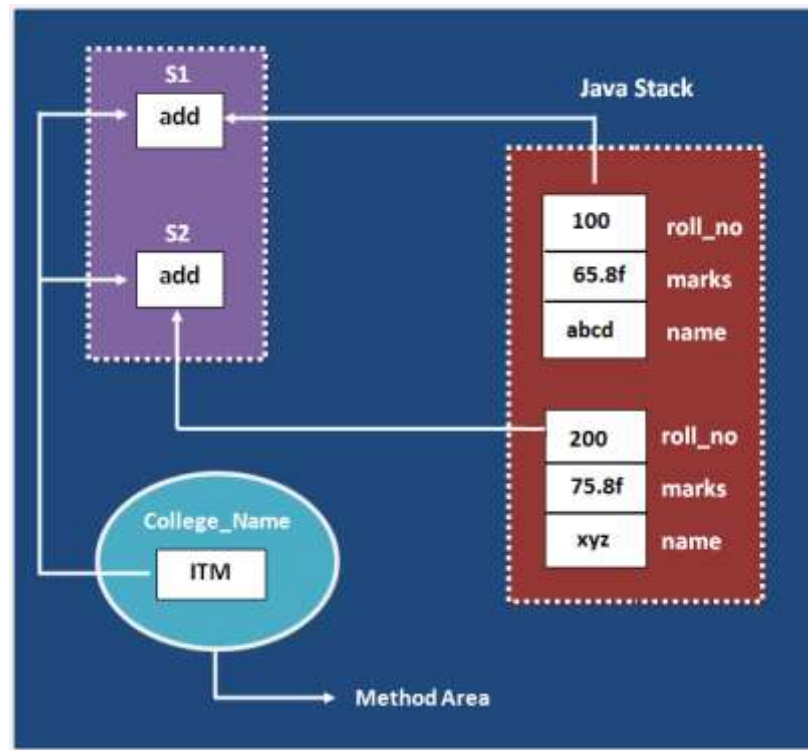 S1
add
S2
add
Java Stack
100 roll_no
65.8f marks
abcd name
200 roll_no
75.8f marks
xyz name
College_Name
ITM
Method Area